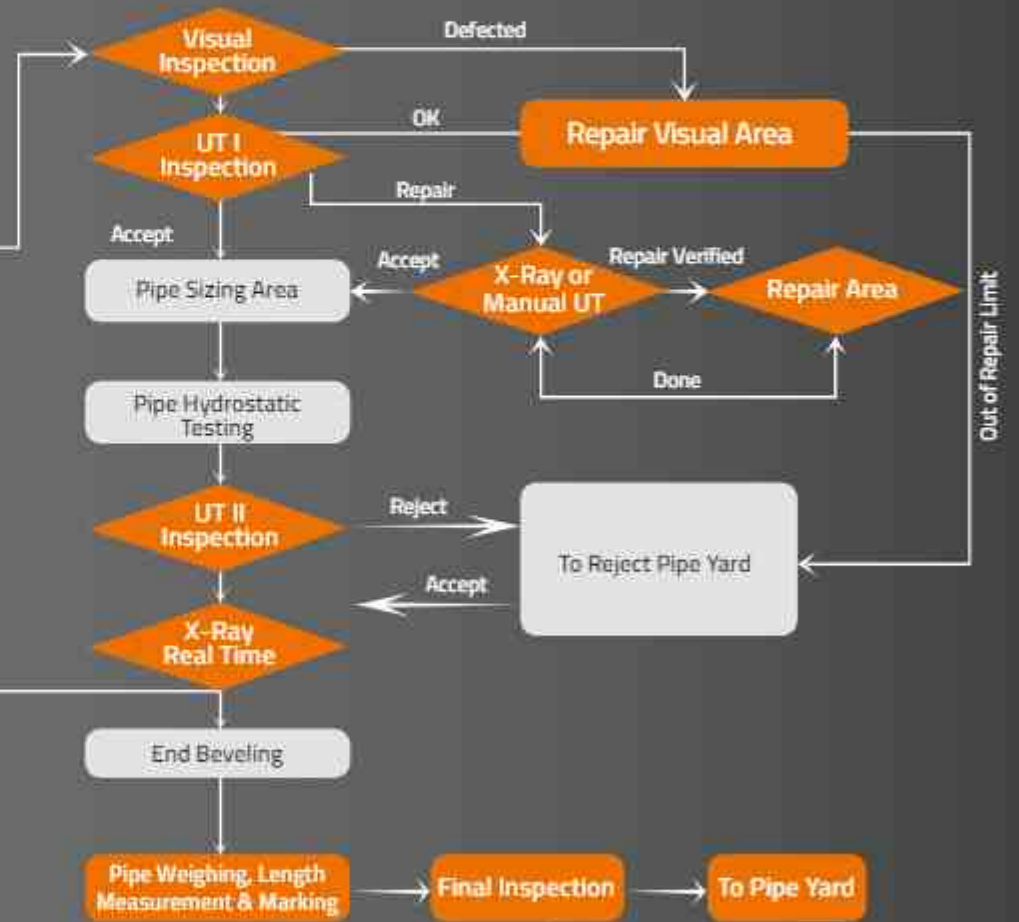 Visual
Inspection
Defected
OK
Repair Visual Area
UT I
Inspection
Repair
Accept
Accept
X-Ray or
Manual UT
Repair Verified
Repair Area
Out of Repair Limit
Pipe Sizing Area
Done
Pipe Hydrostatic
Testing
UT II
Inspection
Reject
To Reject Pipe Yard
Accept
X-Ray
Real Time
End Beveling
Pipe Weighing, Length
Measurement & Marking
Final Inspection
To Pipe Yard